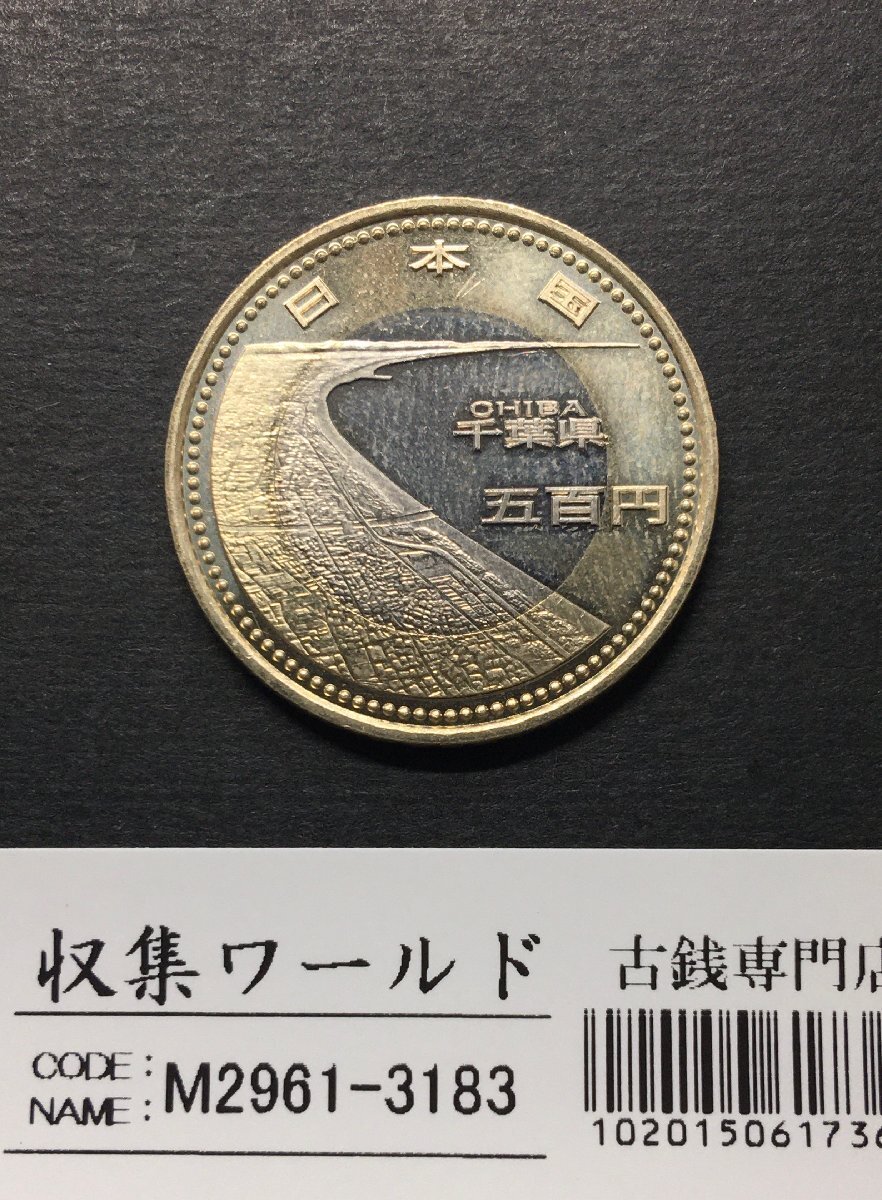 日本国
CHIBA
千葉県
五百円
収集ワールド
古銭専門店
CODE:
NAME:
M2961-3183
102015061736